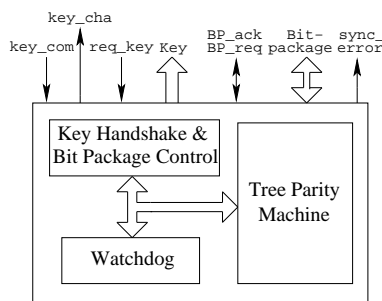 key_cha
key_com
req_key
Key
BP_ack
BP_req
Bit-
package
sync_
error
Key Handshake &
Bit Package Control
Tree Parity
Machine
Watchdog